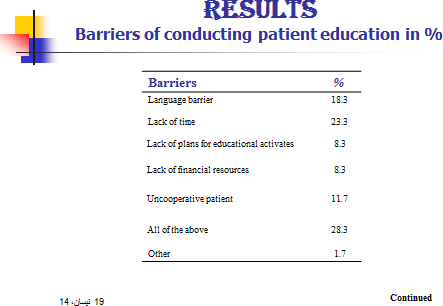 RESULTS
Barriers of conducting patient education in %
Barriers %
Language barrier 18.3
Lack of time 23.3
Lack of plans for educational activates 8.3
Lack of financial resources 8.3
Uncooperative patient 11.7
All of the above 28.3
Other 1.7
Continued
19 نيسان، 14